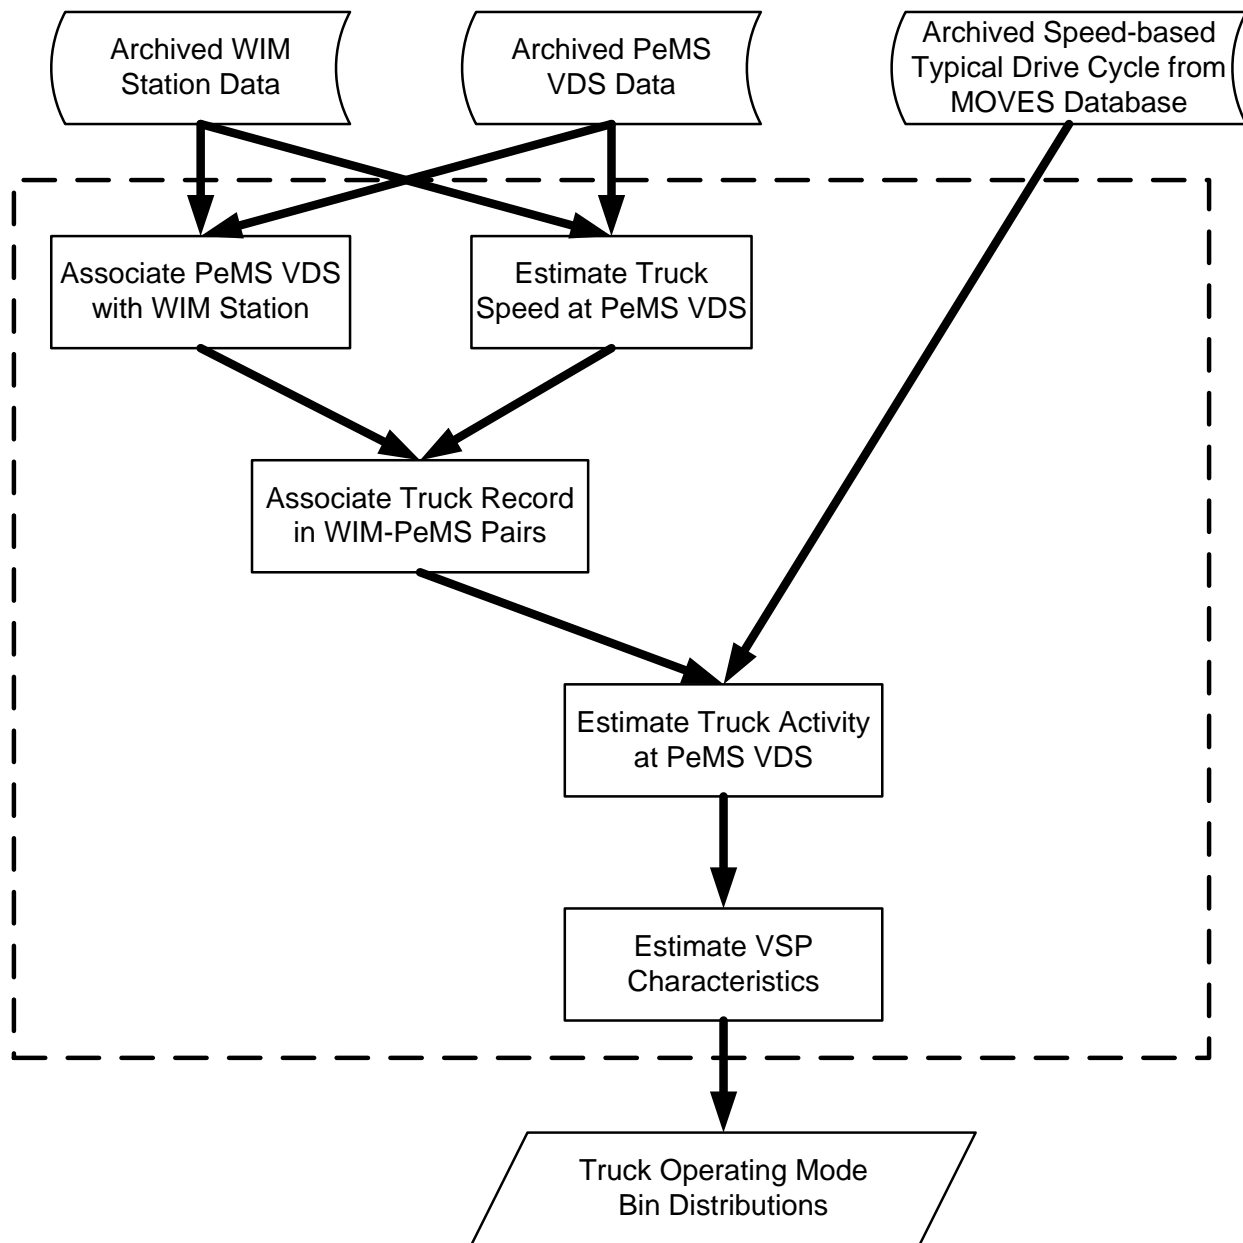 Archived WIM
Station Data
Archived PeMS
VDS Data
Archived Speed-based
Typical Drive Cycle from
MOVES Database
Associate PeMS VDS
with WIM Station
Estimate Truck
Speed at PeMS VDS
Associate Truck Record
in WIM-PeMS Pairs
Estimate Truck Activity
at PeMS VDS
Estimate VSP
Characteristics
Truck Operating Mode
Bin Distributions